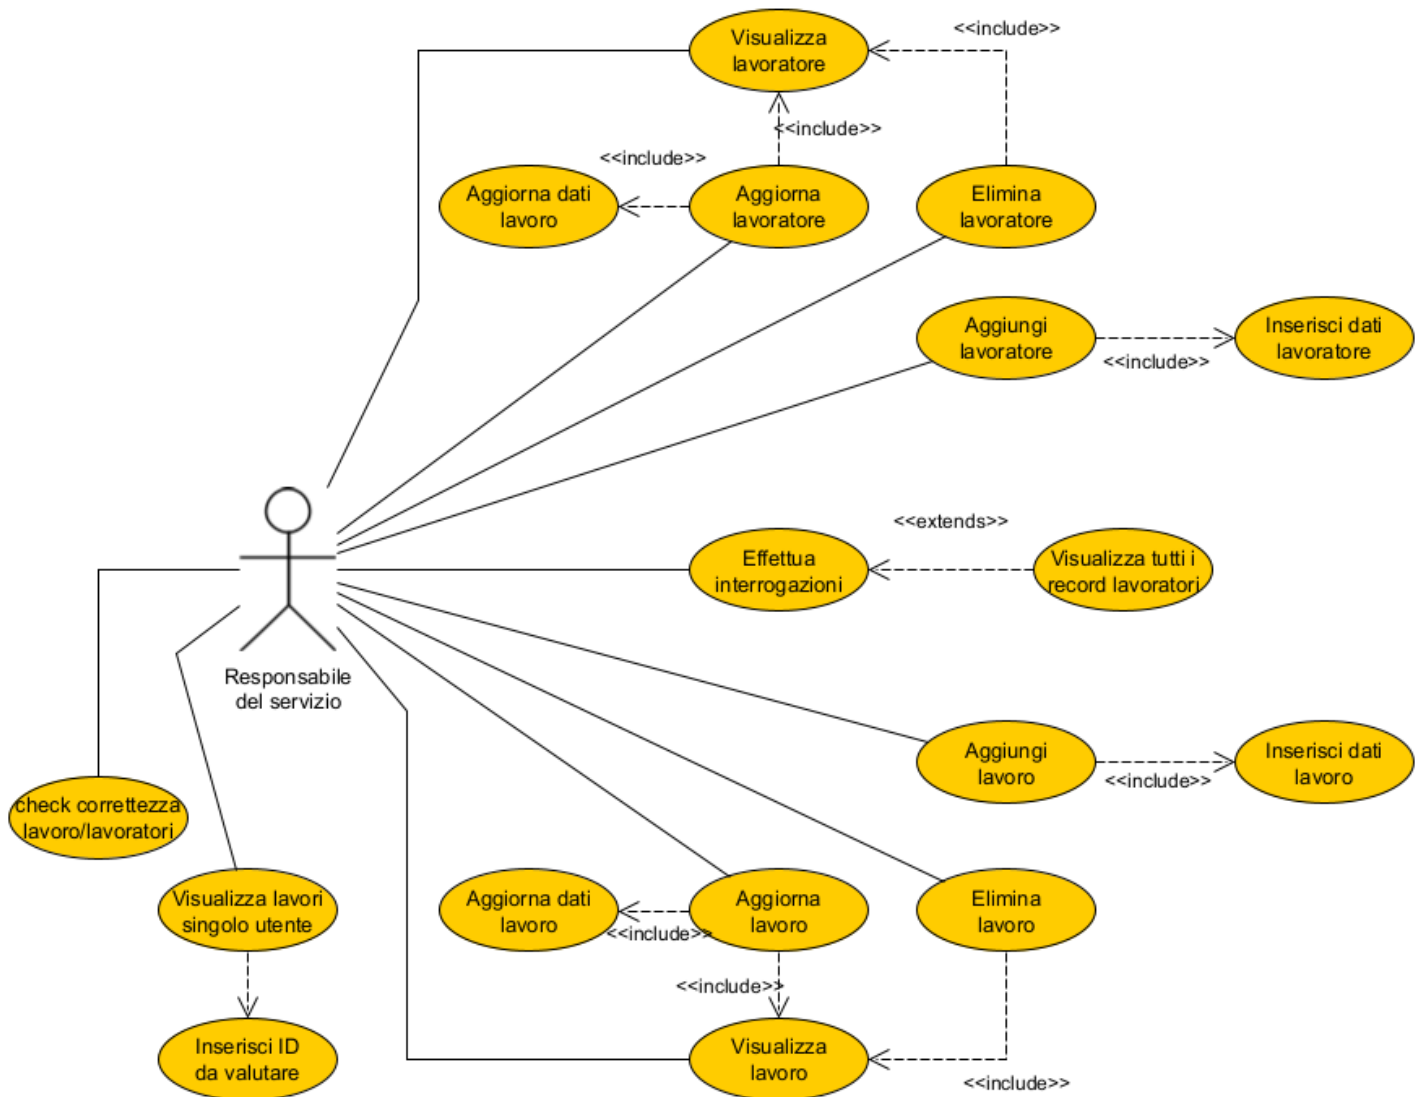 Visualizza
lavoratore
<<include>>
<<include>>
<<include>>
Aggiorna dati
lavoro
Aggiorna
lavoratore
Elimina
lavoratore
Aggiungi
lavoratore
<<include>>
Inserisci dati
lavoratore
<<extends>>
Effettua
interrogazioni
Visualizza tutti i
record lavoratori
Responsabile
del servizio
Aggiungi
lavoro
<<include>>
Inserisci dati
lavoro
check correttezza
lavoro/lavoratori
Visualizza lavori
singolo utente
Aggiorna dati
lavoro
<<include>>
Aggiorna
lavoro
Elimina
lavoro
<<include>>
Inserisci ID
da valutare
Visualizza
lavoro
<<include>>